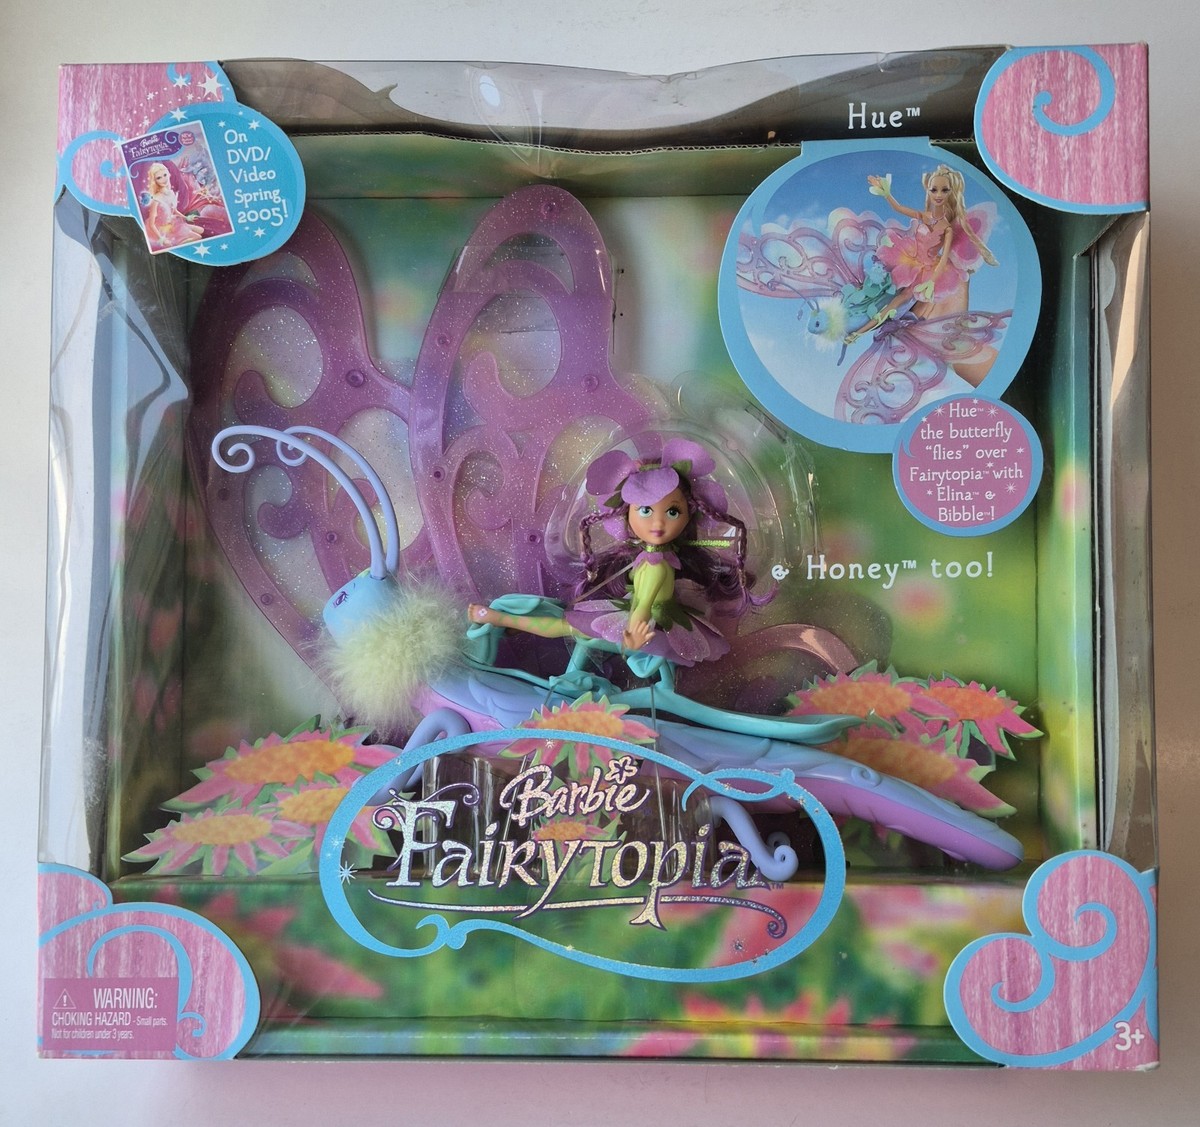 Barbie
Fairytopia
On
DVD/
Video
Spring
2005!
Hue™
Hue™
the butterfly
"flies" over
Fairytopia™ with
Elina™ &
Bibble™!
& Honey™ too!
Barbie
Fairytopia™
WARNING:
CHOKING HAZARD - Small parts.
Not for children under 3 years.
3+